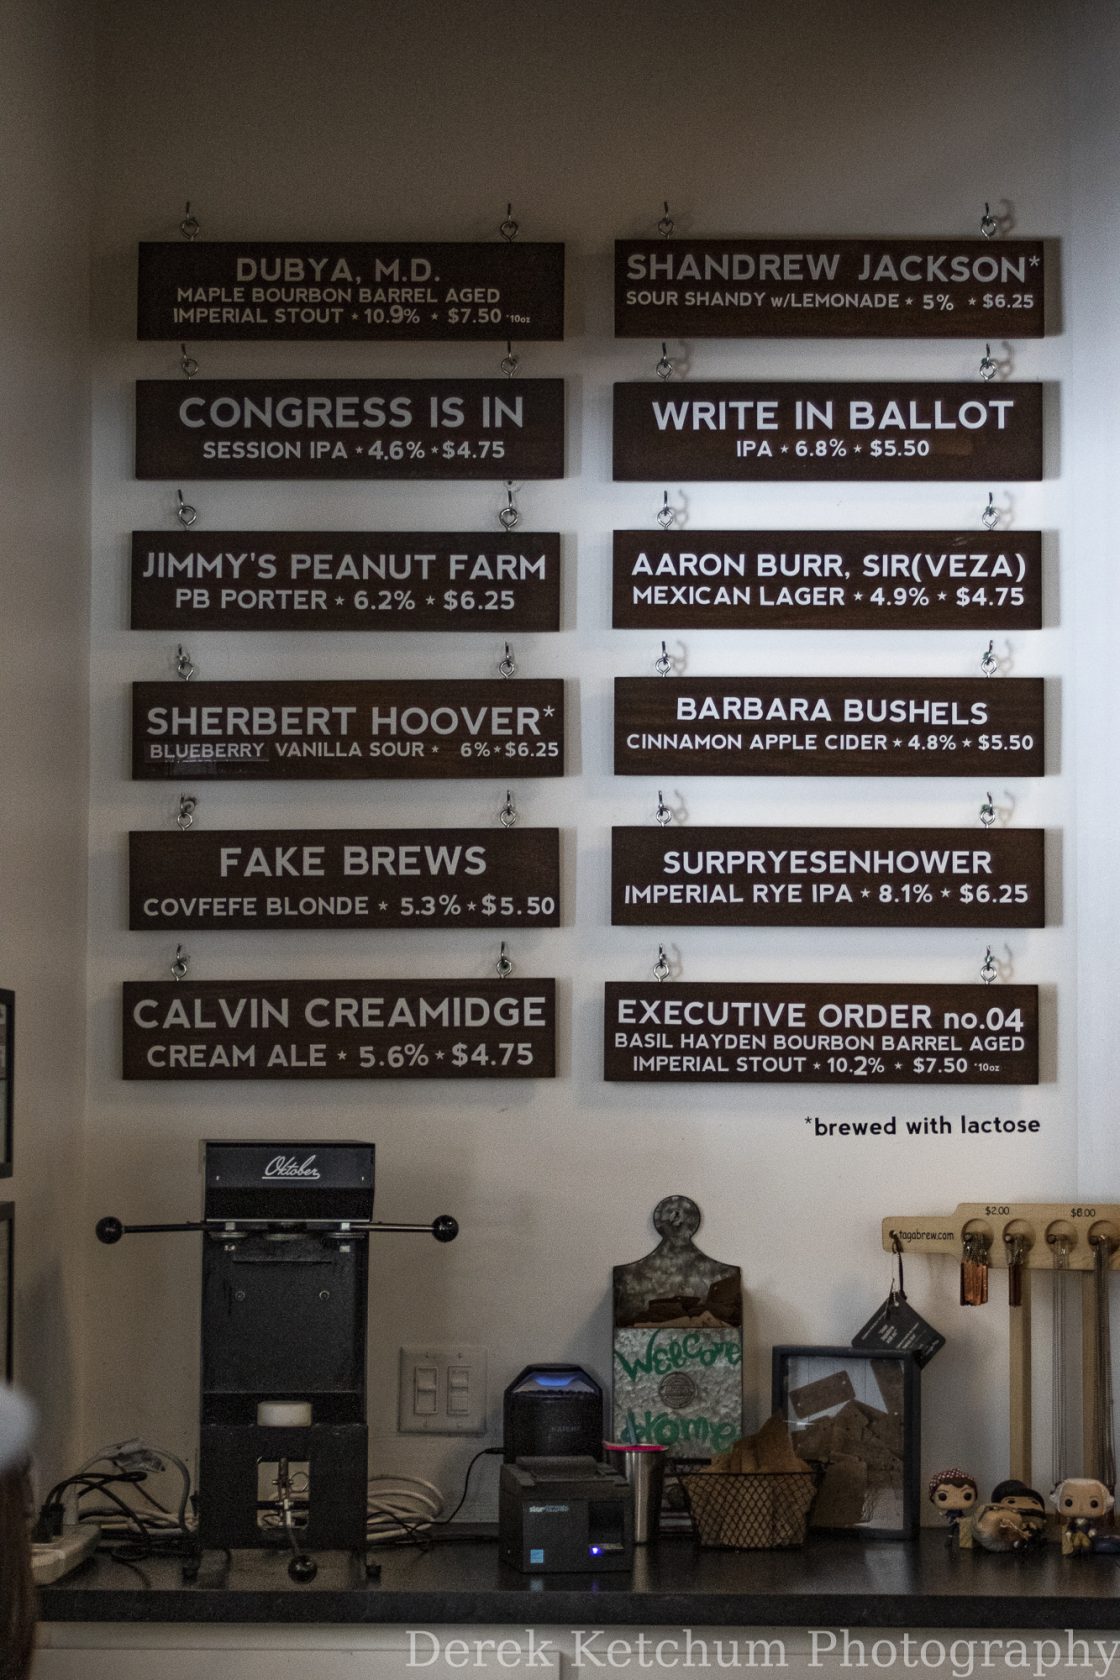 DUBYA, M.D.
MAPLE BOURBON BARREL AGED
IMPERIAL STOUT * 10.9% * $7.50 *10oz
CONGRESS IS IN
SESSION IPA * 4.6% * $4.75
JIMMY'S PEANUT FARM
PB PORTER * 6.2% * $6.25
SHERBERT HOOVER*
BLUEBERRY VANILLA SOUR * 6% * $6.25
FAKE BREWS
COVFEFE BLONDE * 5.3% * $5.50
CALVIN CREAMIDGE
CREAM ALE * 5.6% * $4.75
SHANDREW JACKSON*
SOUR SHANDY w/LEMONADE * 5% * $6.25
WRITE IN BALLOT
IPA * 6.8% * $5.50
AARON BURR, SIR(VEZA)
MEXICAN LAGER * 4.9% * $4.75
BARBARA BUSHELS
CINNAMON APPLE CIDER * 4.8% * $5.50
SURPRYESENHOWER
IMPERIAL RYE IPA * 8.1% * $6.25
EXECUTIVE ORDER no.04
BASIL HAYDEN BOURBON BARREL AGED
IMPERIAL STOUT * 10.2% * $7.50 *10oz
*brewed with lactose
Oktober
tagabrew.com
$2.00
$6.00
Welcome
Home
Derek Ketchum Photography